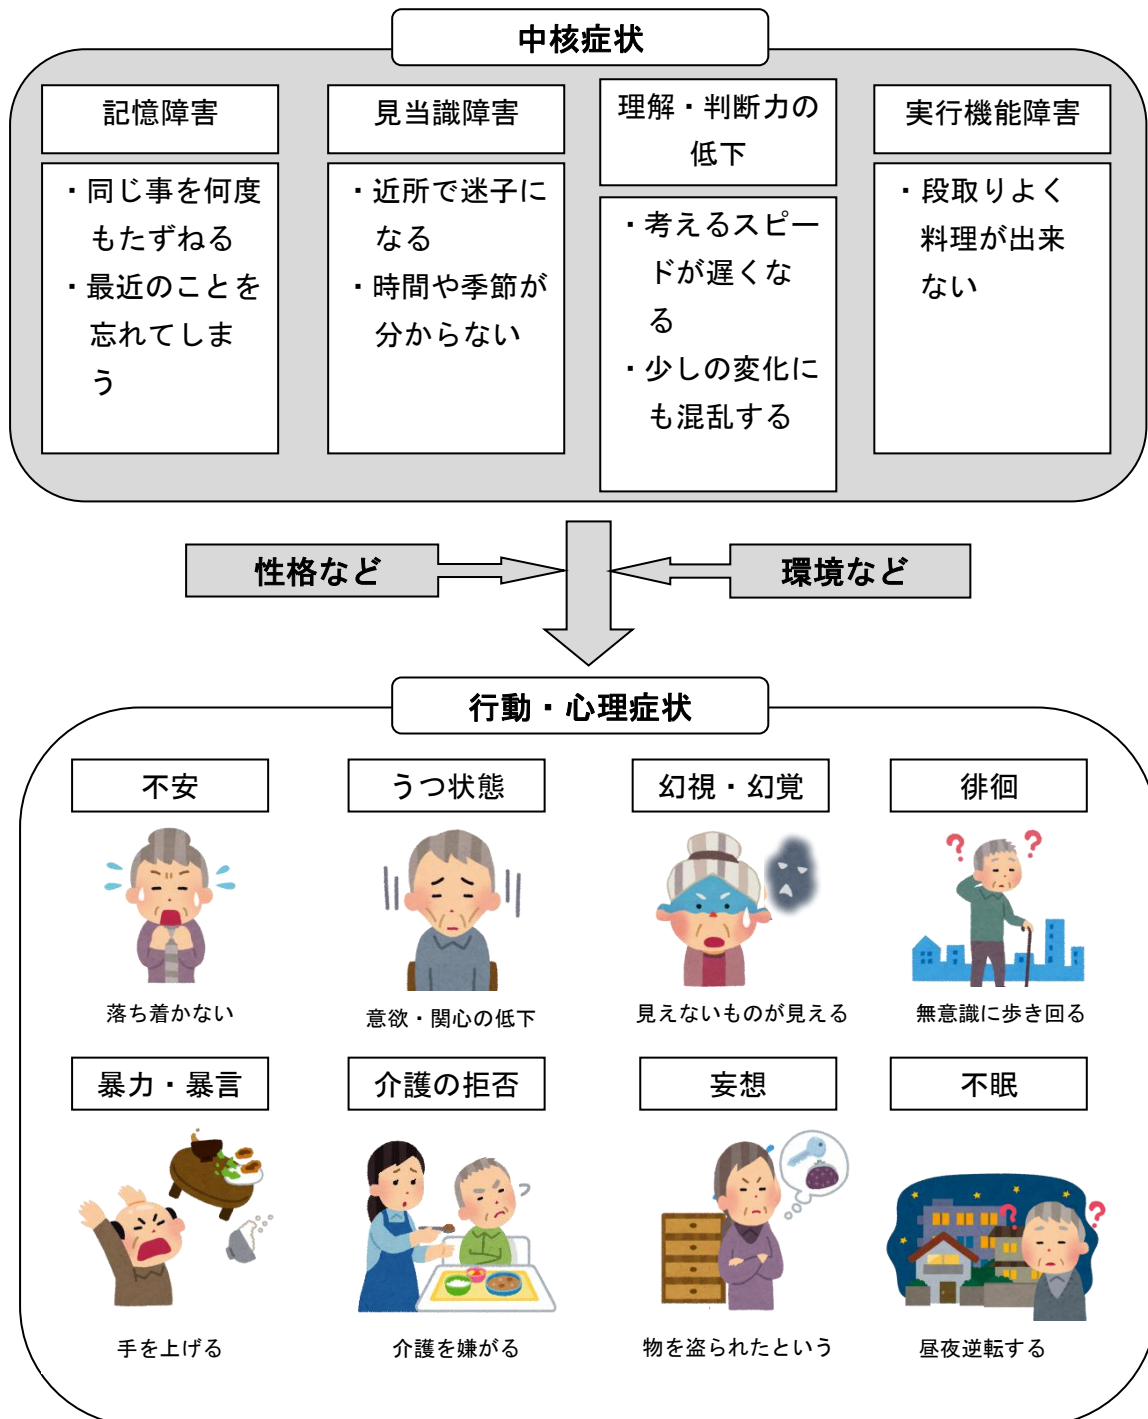 中核症状
記憶障害
・同じ事を何度
もたずねる
・最近のことを
忘れてしま
う
見当識障害
・近所で迷子に
なる
・時間や季節が
分からない
理解・判断力の
低下
・考えるスピー
ドが遅くな
る
・少しの変化に
も混乱する
実行機能障害
・段取りよく
料理が出来
ない
性格など
環境など
行動・心理症状
不安
落ち着かない
うつ状態
意欲・関心の低下
幻視・幻覚
見えないものが見える
徘徊
無意識に歩き回る
暴力・暴言
手を上げる
介護の拒否
介護を嫌がる
妄想
物を盗られたという
不眠
昼夜逆転する